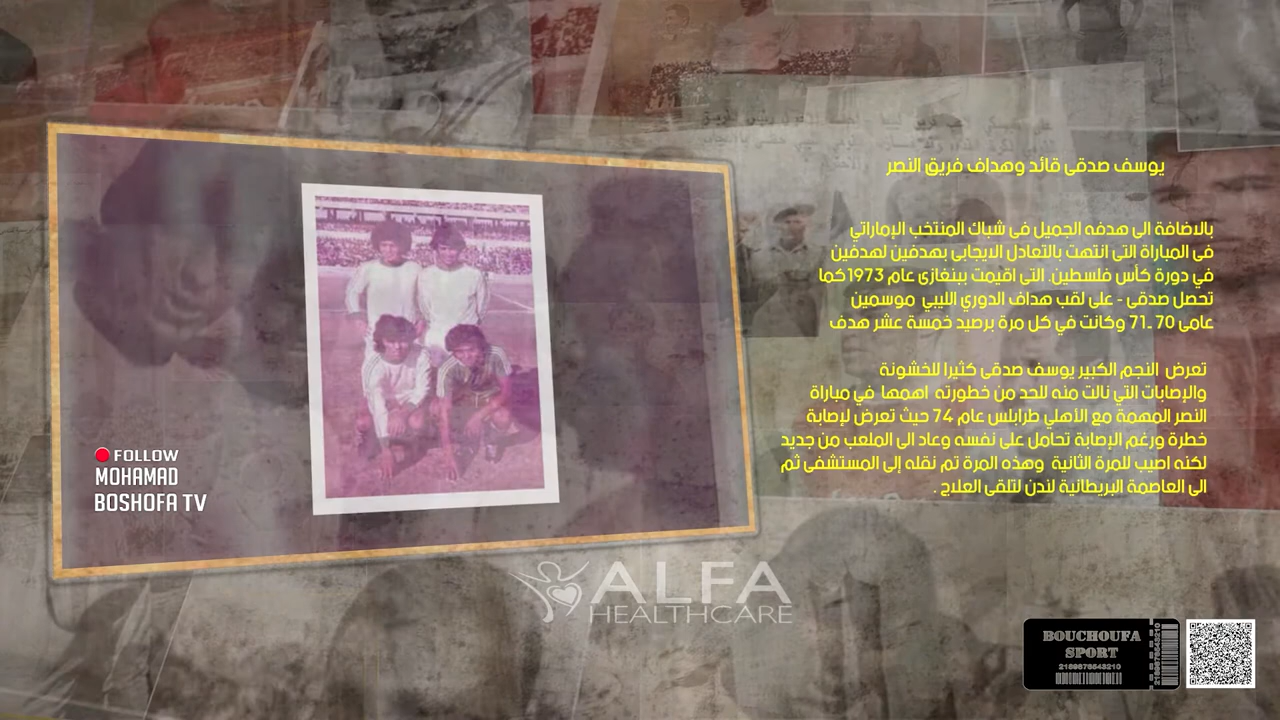 يوسف صدقى قائد وهداف فريق النصر
بالاضافة الى هدفه الجميل فى شباك المنتخب الإماراتي
فى المباراة التى انتهت بالتعادل الايجابى بهدفين لهدفين
في دورة كأس فلسطين التى اقيمت ببنغازى عام 1973كما
تحصل صدقى - على لقب هداف الدوري الليبي موسمين
عامى 70 ـ71 وكانت في كل مرة برصيد خمسة عشر هدف
تعرض النجم الكبير يوسف صدقى كثيرا للخشونة
والإصابات التي نالت منه للحد من خطورته اهمها في مباراة
النصر المهمة مع الأهلي طرابلس عام 74 حيث تعرض لإصابة
خطرة ورغم الإصابة تحامل على نفسه وعاد الى الملعب من جديد
لكنه اصيب للمرة الثانية وهذه المرة تم نقله إلى المستشفى ثم
الى العاصمة البريطانية لندن لتلقى العلاج .
FOLLOW
MOHAMAD
BOSHOFA TV
ALFA
HEALTHCARE
BOUCHOUFA
SPORT
2189876543210
2189876543210